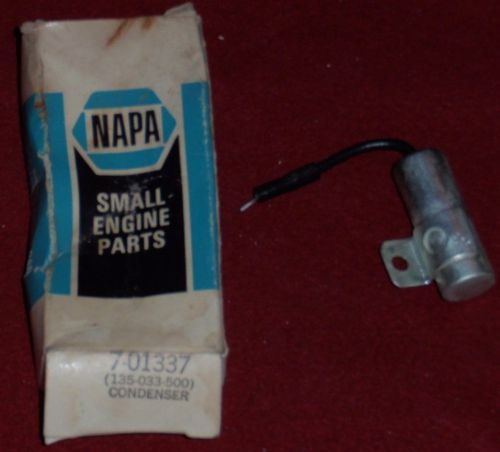 NAPA
SMALL
ENGINE
PARTS
7-01337
(135-033-500)
CONDENSER